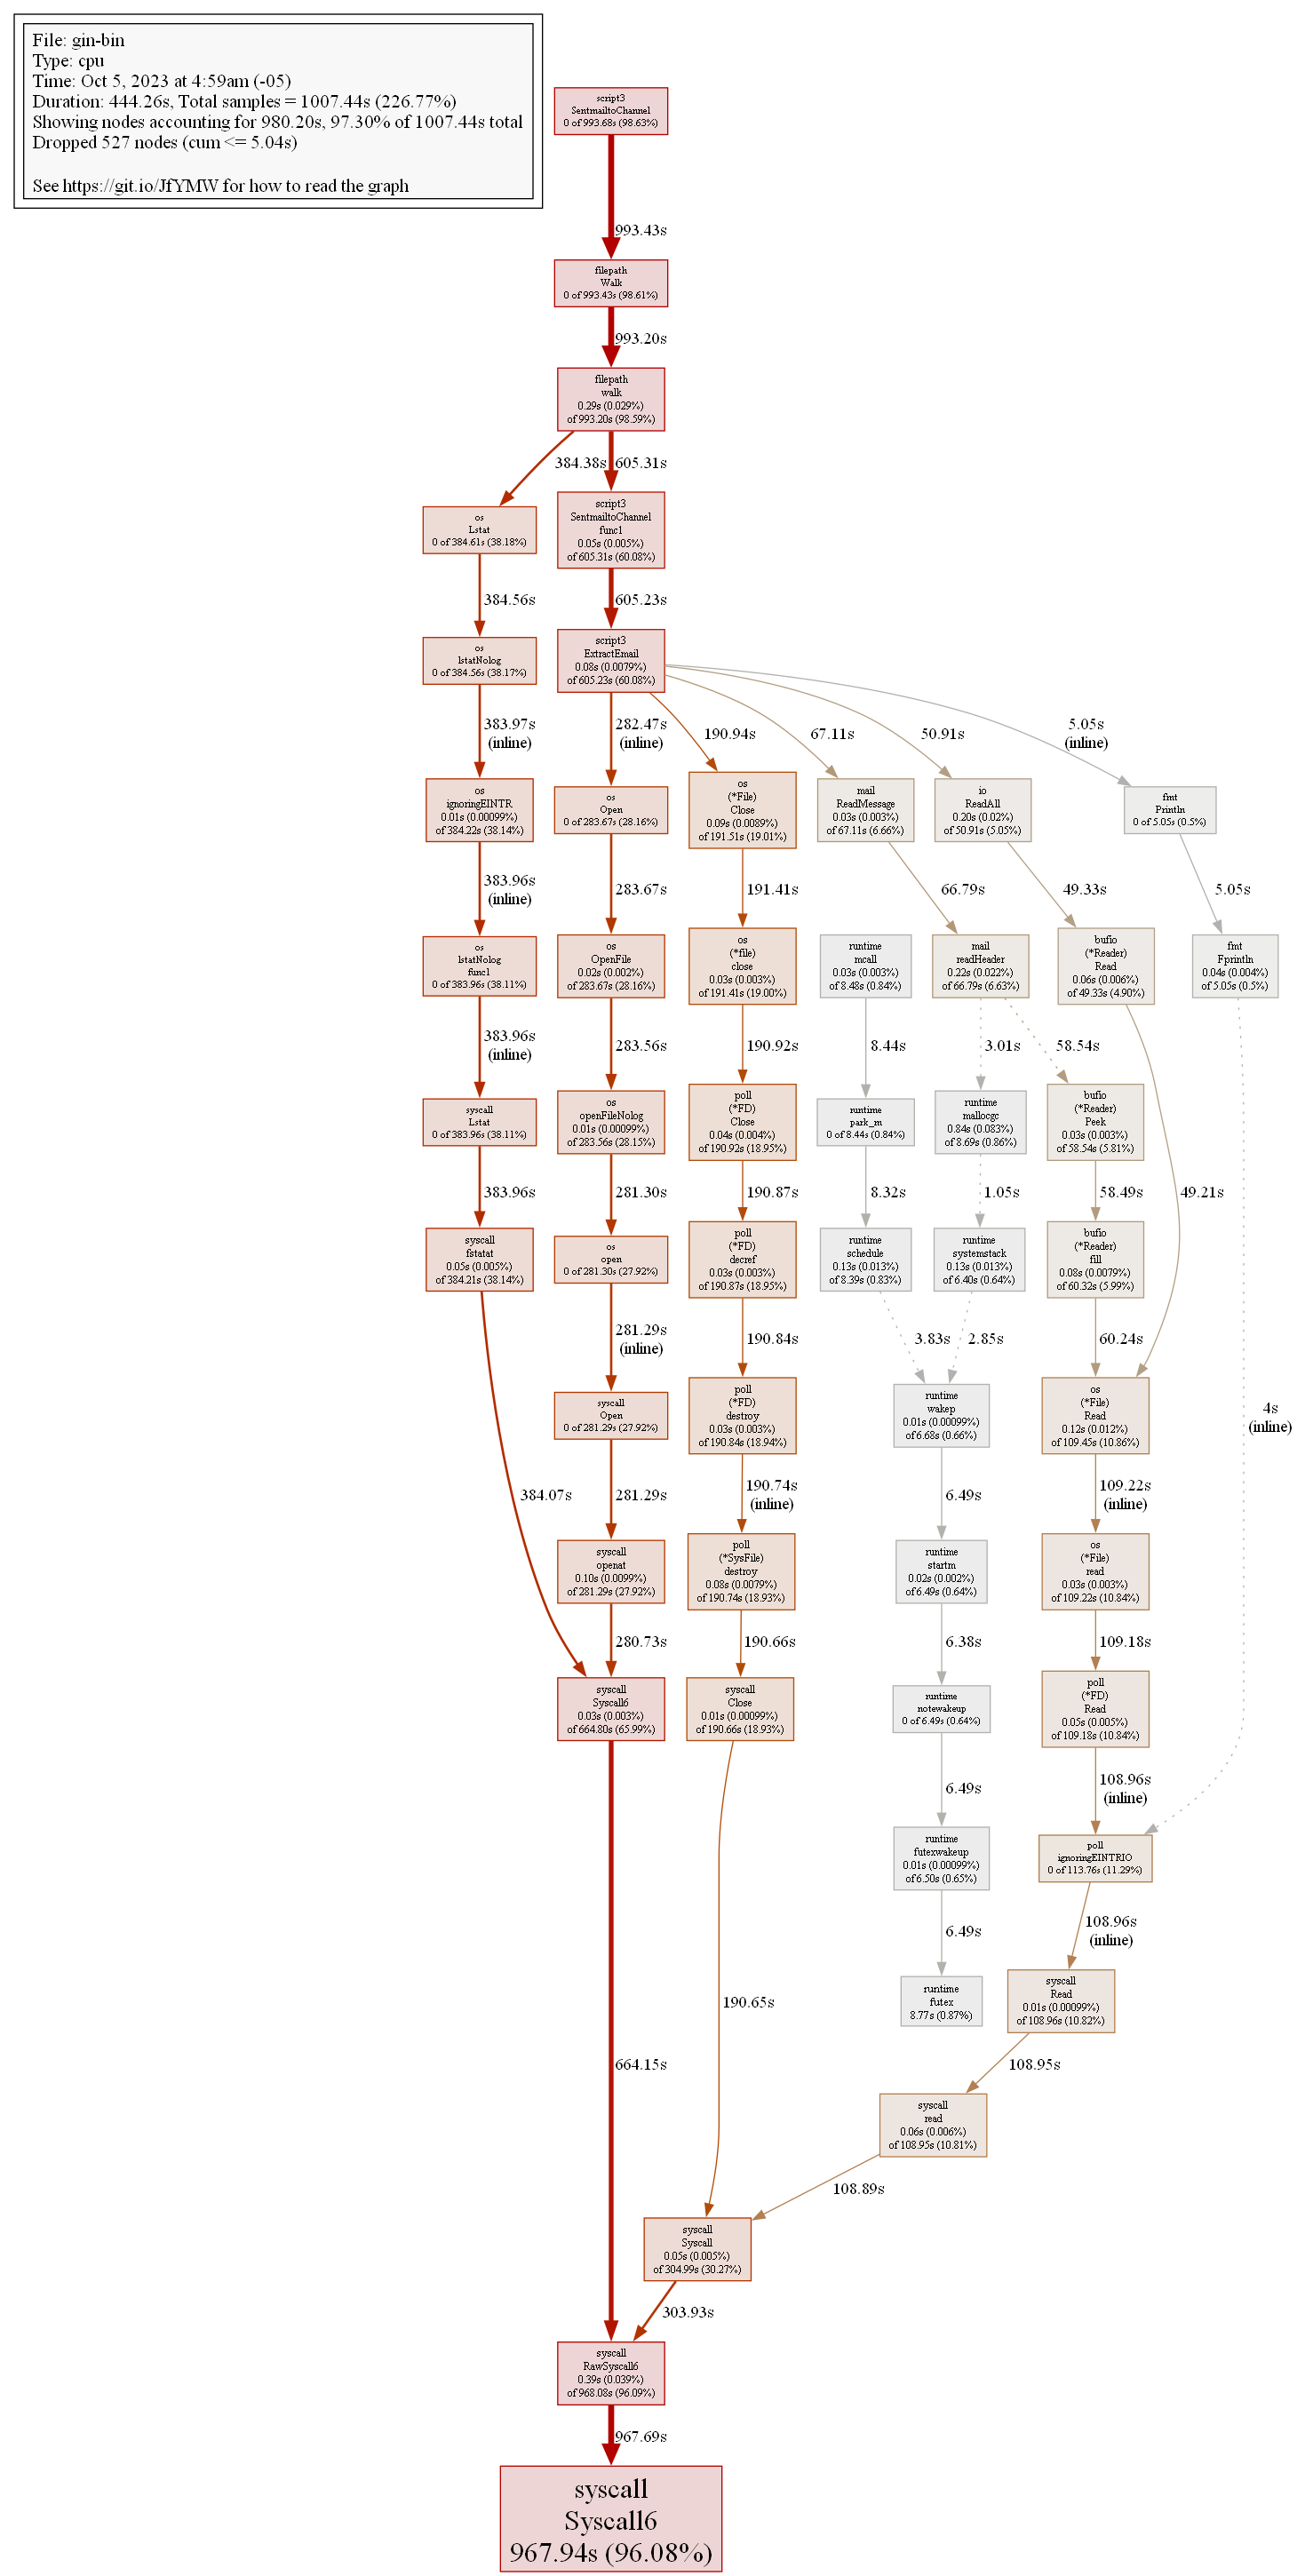 File: gin-bin
Type: cpu
Time: Oct 5, 2023 at 4:59am (-05)
Duration: 444.26s, Total samples = 1007.44s (226.77%)
Showing nodes accounting for 980.20s, 97.30% of 1007.44s total
Dropped 527 nodes (cum <= 5.04s)
See https://git.io/JfYMW for how to read the graph
script3
SentmailtoChannel
0 of 993.68s (98.63%)
993.43s
filepath
Walk
0 of 993.43s (98.61%)
993.20s
filepath
walk
0.29s (0.029%)
of 993.20s (98.59%)
384.38s
605.31s
os
Lstat
0 of 384.61s (38.18%)
script3
SentmailtoChannel
func1
0.05s (0.005%)
of 605.31s (60.08%)
384.56s
605.23s
os
lstatNolog
0 of 384.56s (38.17%)
script3
ExtractEmail
0.08s (0.0079%)
of 605.23s (60.08%)
383.97s
(inline)
282.47s
(inline)
190.94s
67.11s
50.91s
5.05s
(inline)
os
ignoringEINTR
0.01s (0.00099%)
of 384.22s (38.14%)
os
Open
0 of 283.67s (28.16%)
os
(*File)
Close
0.09s (0.0089%)
of 191.51s (19.01%)
mail
ReadMessage
0.03s (0.003%)
of 67.11s (6.66%)
io
ReadAll
0.20s (0.02%)
of 50.91s (5.05%)
fmt
Println
0 of 5.05s (0.5%)
383.96s
(inline)
283.67s
191.41s
66.79s
49.33s
5.05s
os
lstatNolog
func1
0 of 383.96s (38.11%)
os
OpenFile
0.02s (0.002%)
of 283.67s (28.16%)
os
(*file)
close
0.03s (0.003%)
of 191.41s (19.00%)
runtime
mcall
0.03s (0.003%)
of 8.48s (0.84%)
mail
readHeader
0.22s (0.022%)
of 66.79s (6.63%)
bufio
(*Reader)
Read
0.06s (0.006%)
of 49.33s (4.90%)
fmt
Fprintln
0.04s (0.004%)
of 5.05s (0.5%)
383.96s
(inline)
283.56s
190.92s
8.44s
3.01s
58.54s
syscall
Lstat
0 of 383.96s (38.11%)
os
openFileNolog
0.01s (0.00099%)
of 283.56s (28.15%)
poll
(*FD)
Close
0.04s (0.004%)
of 190.92s (18.95%)
runtime
park_m
0 of 8.44s (0.84%)
runtime
mallocgc
0.84s (0.083%)
of 8.69s (0.86%)
bufio
(*Reader)
Peek
0.03s (0.003%)
of 58.54s (5.81%)
383.96s
281.30s
190.87s
8.32s
1.05s
58.49s
49.21s
syscall
fstatat
0.05s (0.005%)
of 384.21s (38.14%)
os
open
0 of 281.30s (27.92%)
poll
(*FD)
decref
0.03s (0.003%)
of 190.87s (18.95%)
runtime
schedule
0.13s (0.013%)
of 8.39s (0.83%)
runtime
systemstack
0.13s (0.013%)
of 6.40s (0.64%)
bufio
(*Reader)
fill
0.08s (0.0079%)
of 60.32s (5.99%)
281.29s
(inline)
190.84s
3.83s
2.85s
60.24s
syscall
Open
0 of 281.29s (27.92%)
poll
(*FD)
destroy
0.03s (0.003%)
of 190.84s (18.94%)
runtime
wakep
0.01s (0.00099%)
of 6.68s (0.66%)
os
(*File)
Read
0.12s (0.012%)
of 109.45s (10.86%)
4s
(inline)
384.07s
281.29s
190.74s
(inline)
6.49s
109.22s
(inline)
syscall
openat
0.10s (0.0099%)
of 281.29s (27.92%)
poll
(*SysFile)
destroy
0.08s (0.0079%)
of 190.74s (18.93%)
runtime
startm
0.02s (0.002%)
of 6.49s (0.64%)
os
(*File)
read
0.03s (0.003%)
of 109.22s (10.84%)
280.73s
190.66s
6.38s
109.18s
syscall
Syscall6
0.03s (0.003%)
of 664.80s (65.99%)
syscall
Close
0.01s (0.00099%)
of 190.66s (18.93%)
runtime
notewakeup
0 of 6.49s (0.64%)
poll
(*FD)
Read
0.05s (0.005%)
of 109.18s (10.84%)
6.49s
108.96s
(inline)
runtime
futexwakeup
0.01s (0.00099%)
of 6.50s (0.65%)
poll
ignoringEINTRIO
0 of 113.76s (11.29%)
6.49s
108.96s
(inline)
runtime
futex
8.77s (0.87%)
syscall
Read
0.01s (0.00099%)
of 108.96s (10.82%)
190.65s
664.15s
108.95s
syscall
read
0.06s (0.006%)
of 108.95s (10.81%)
108.89s
syscall
Syscall
0.05s (0.005%)
of 304.99s (30.27%)
303.93s
syscall
RawSyscall6
0.39s (0.039%)
of 968.08s (96.09%)
967.69s
syscall
Syscall6
967.94s (96.08%)